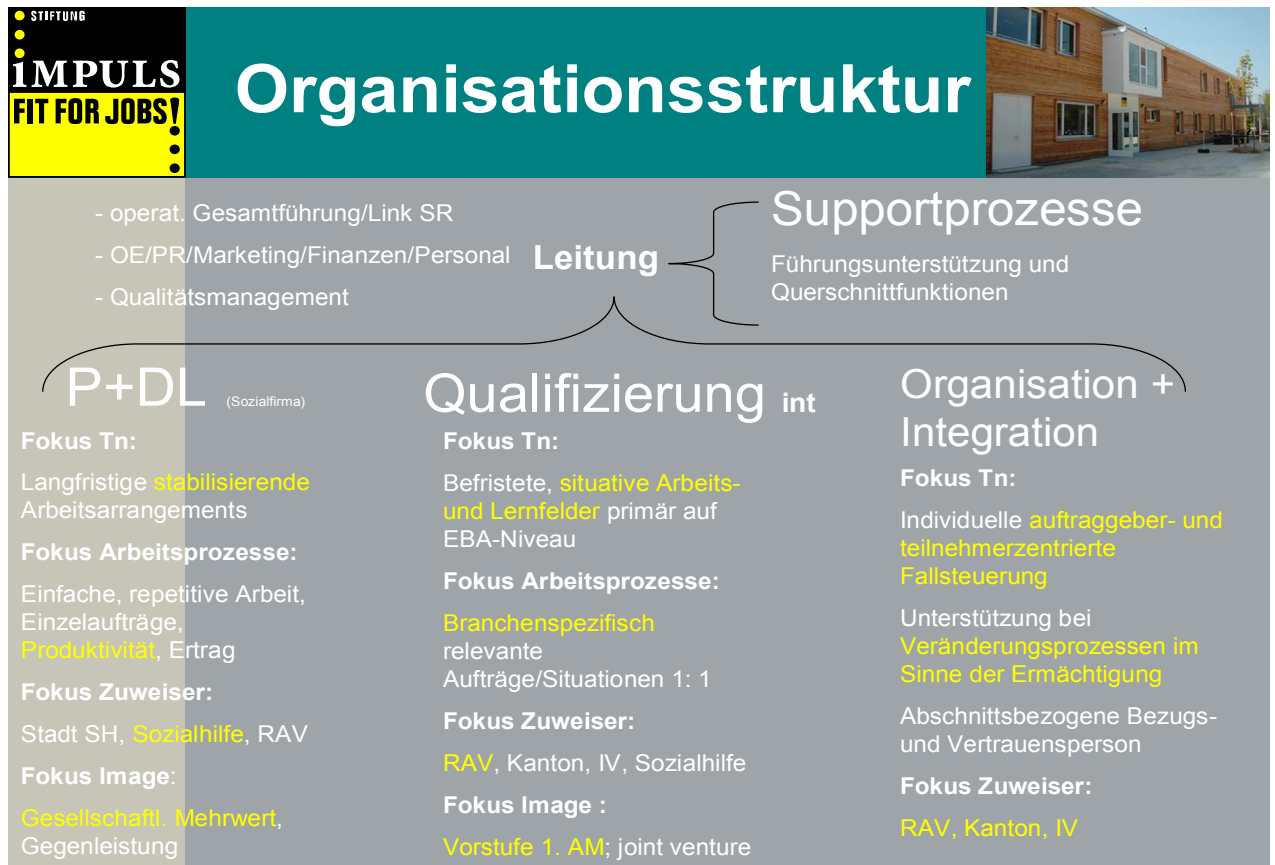 STIFTUNG
iMPULS
FIT FOR JOBS!
Organisationsstruktur
- operat. Gesamtführung/Link SR
- OE/PR/Marketing/Finanzen/Personal
- Qualitätsmanagement
Leitung
Supportprozesse
Führungsunterstützung und
Querschnittfunktionen
P+DL (Sozialfirma)
Fokus Tn:
Langfristige stabilisierende
Arbeitsarrangements
Fokus Arbeitsprozesse:
Einfache, repetitive Arbeit,
Einzelaufträge,
Produktivität, Ertrag
Fokus Zuweiser:
Stadt SH, Sozialhilfe, RAV
Fokus Image:
Gesellschaftl. Mehrwert,
Gegenleistung
Qualifizierung int
Fokus Tn:
Befristete, situative Arbeits-
und Lernfelder primär auf
EBA-Niveau
Fokus Arbeitsprozesse:
Branchenspezifisch
relevante
Aufträge/Situationen 1: 1
Fokus Zuweiser:
RAV, Kanton, IV, Sozialhilfe
Fokus Image :
Vorstufe 1. AM; joint venture
Organisation +
Integration
Fokus Tn:
Individuelle auftraggeber- und
teilnehmerzentrierte
Fallsteuerung
Unterstützung bei
Veränderungsprozessen im
Sinne der Ermächtigung
Abschnittsbezogene Bezugs-
und Vertrauensperson
Fokus Zuweiser:
RAV, Kanton, IV